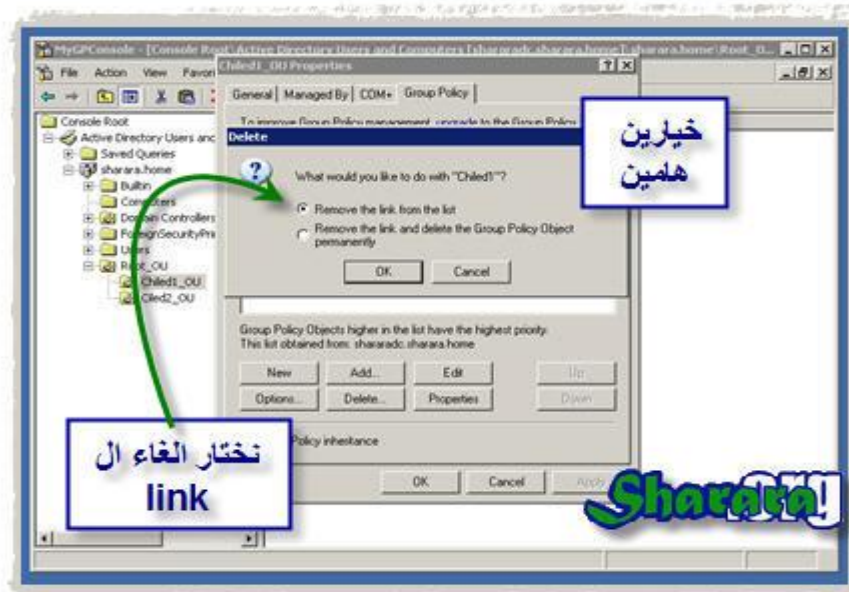 MyGPConsole - [Console Root\Active Directory Users and Computers [shararadc.sharara.home]\sharara.home\Root_O...
File Action View Favori
Chiled1_OU Properties
General Managed By COM+ Group Policy
To improve Group Policy management, upgrade to the Group Policy
Console Root
Active Directory Users and
Saved Queries
sharara.home
Builtin
Computers
Domain Controllers
ForeignSecurityPrin
Users
Root_OU
Chiled1_OU
Ciled2_OU
Delete
What would you like to do with "Chiled1"?
Remove the link from the list
Remove the link and delete the Group Policy Object
permanently
OK Cancel
خيارين
هامين
Group Policy Objects higher in the list have the highest priority.
This list obtained from: shararadc.sharara.home
New Add... Edit Up
Options... Delete... Properties Down
Policy inheritance
OK Cancel Apply
نختار الغاء ال
link
Sharara.org